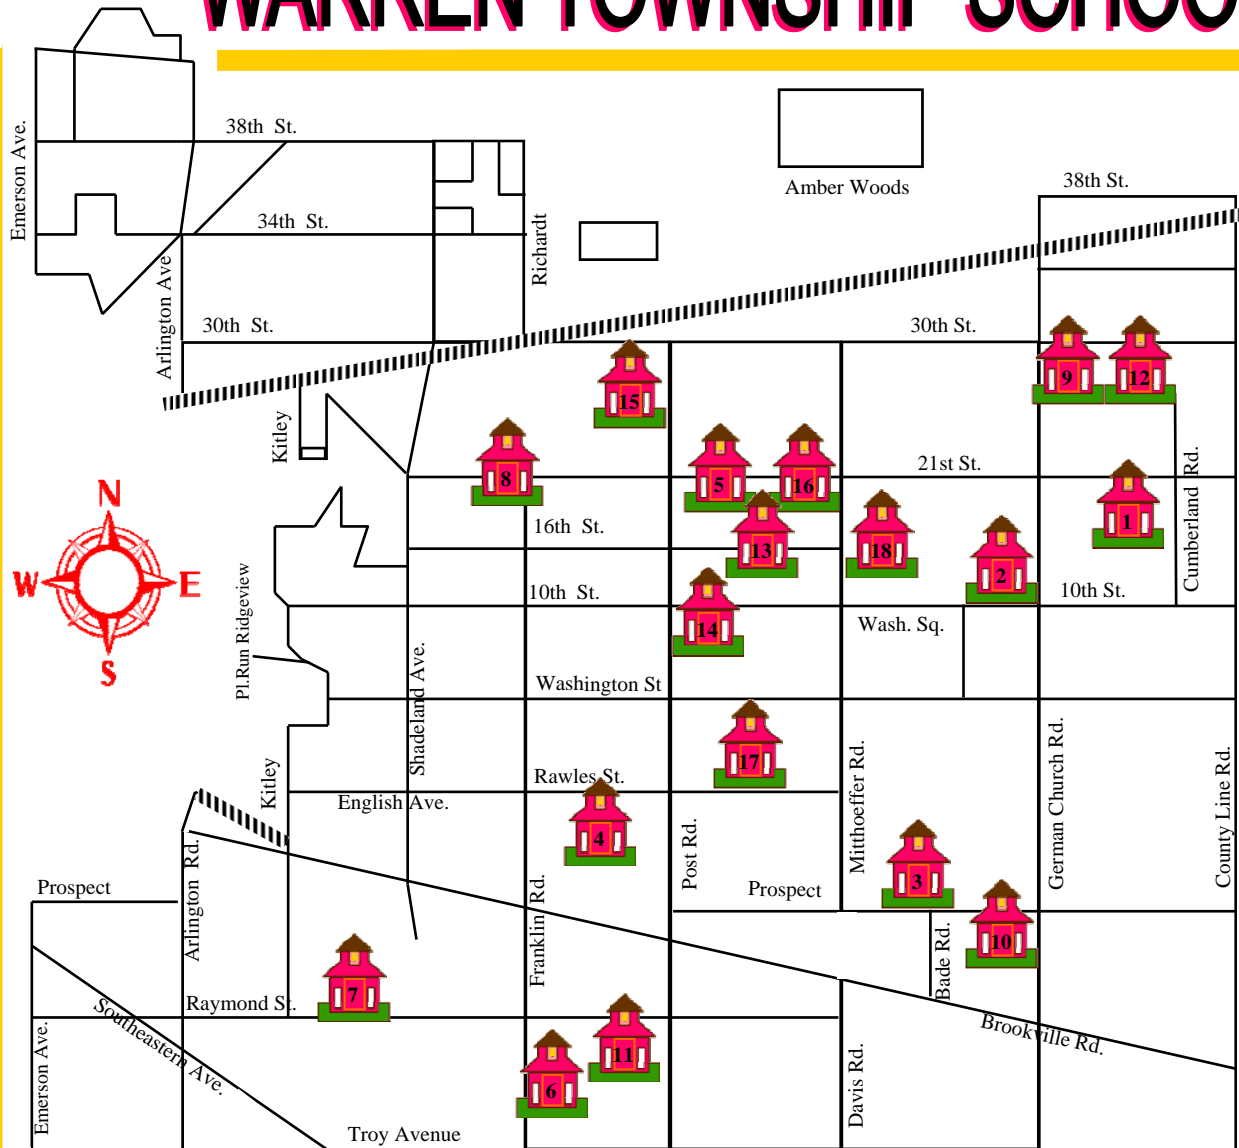 WARREN TOWNSHIP SCHOO
38th St.
Emerson Ave.
Amber Woods
38th St.
34th St.
Richardt
Arlington Ave
30th St.
30th St.
9
12
15
Kitley
21st St.
8
5
16
Cumberland Rd.
N
16th St.
1
13
18
W
E
2
10th St.
10th St.
Pl.Run Ridgeview
14
Wash. Sq.
S
Shadeland Ave.
Washington St
17
Kitley
Rawles St.
English Ave.
Mitthoeffer Rd.
German Church Rd.
County Line Rd.
4
Post Rd.
Arlington Rd.
Prospect
Prospect
3
Franklin Rd.
10
Bade Rd.
7
Raymond St.
Southeastern Ave.
Brookville Rd.
11
Emerson Ave.
6
Davis Rd.
Troy Avenue